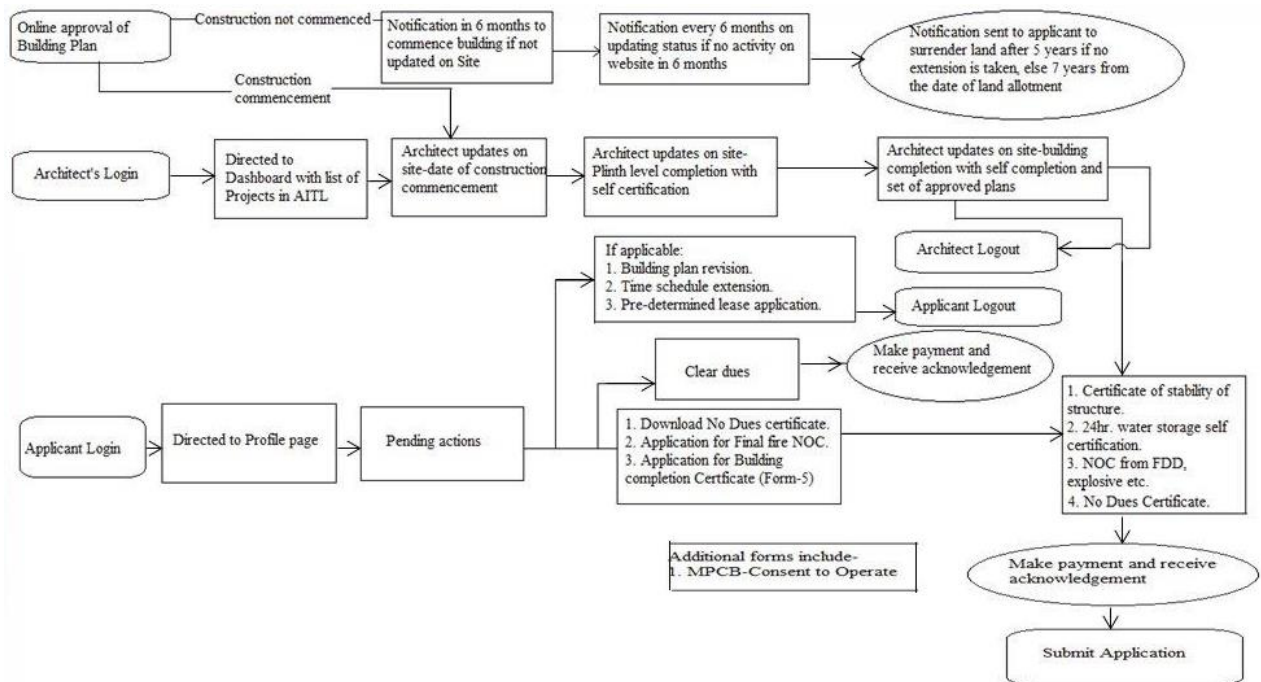 Online approval of
Building Plan
Construction not commenced
Notification in 6 months to
commence building if not
updated on Site
Notification every 6 months on
updating status if no activity on
website in 6 months
Notification sent to applicant to
surrender land after 5 years if no
extension is taken, else 7 years from
the date of land allotment
Construction
commencement
Architect's Login
Directed to
Dashboard with list of
Projects in AITL
Architect updates on
site-date of construction
commencement
Architect updates on site-
Plinth level completion with
self certification
Architect updates on site-building
completion with self completion and
set of approved plans
Architect Logout
If applicable:
1. Building plan revision.
2. Time schedule extension.
3. Pre-determined lease application.
Applicant Logout
Clear dues
Make payment and
receive acknowledgement
Applicant Login
Directed to Profile page
Pending actions
1. Download No Dues certificate.
2. Application for Final fire NOC.
3. Application for Building
completion Certficate (Form-5)
1. Certificate of stability of
structure.
2. 24hr. water storage self
certification.
3. NOC from FDD,
explosive etc.
4. No Dues Certificate.
Additional forms include-
1. MPCB-Consent to Operate
Make payment and receive
acknowledgement
Submit Application